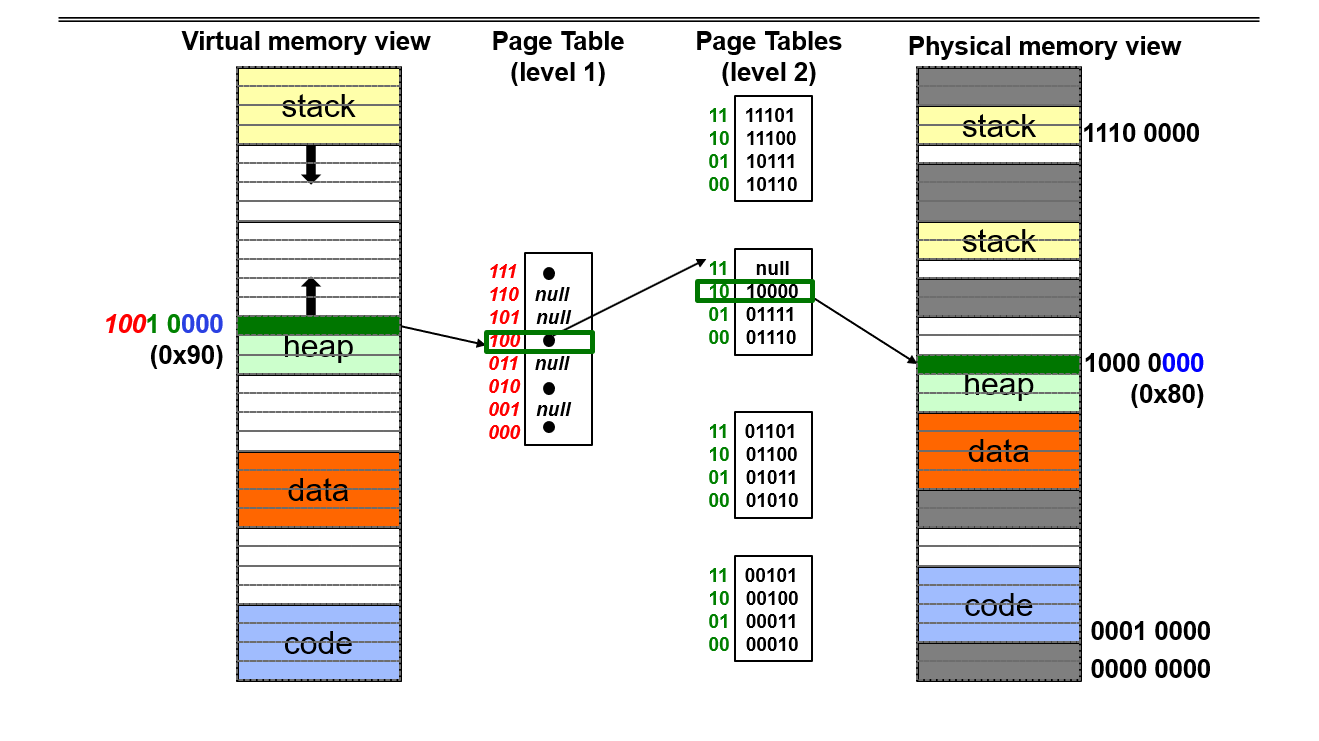 Virtual memory view
Page Table
(level 1)
Page Tables
(level 2)
Physical memory view
stack
heap
data
code
1001 0000
(0x90)
111
110 null
101 null
100
011 null
010
001 null
000
11 11101
10 11100
01 10111
00 10110
11 null
10 10000
01 01111
00 01110
11 01101
10 01100
01 01011
00 01010
11 00101
10 00100
01 00011
00 00010
stack
1110 0000
stack
1000 0000
(0x80)
heap
data
code
0001 0000
0000 0000